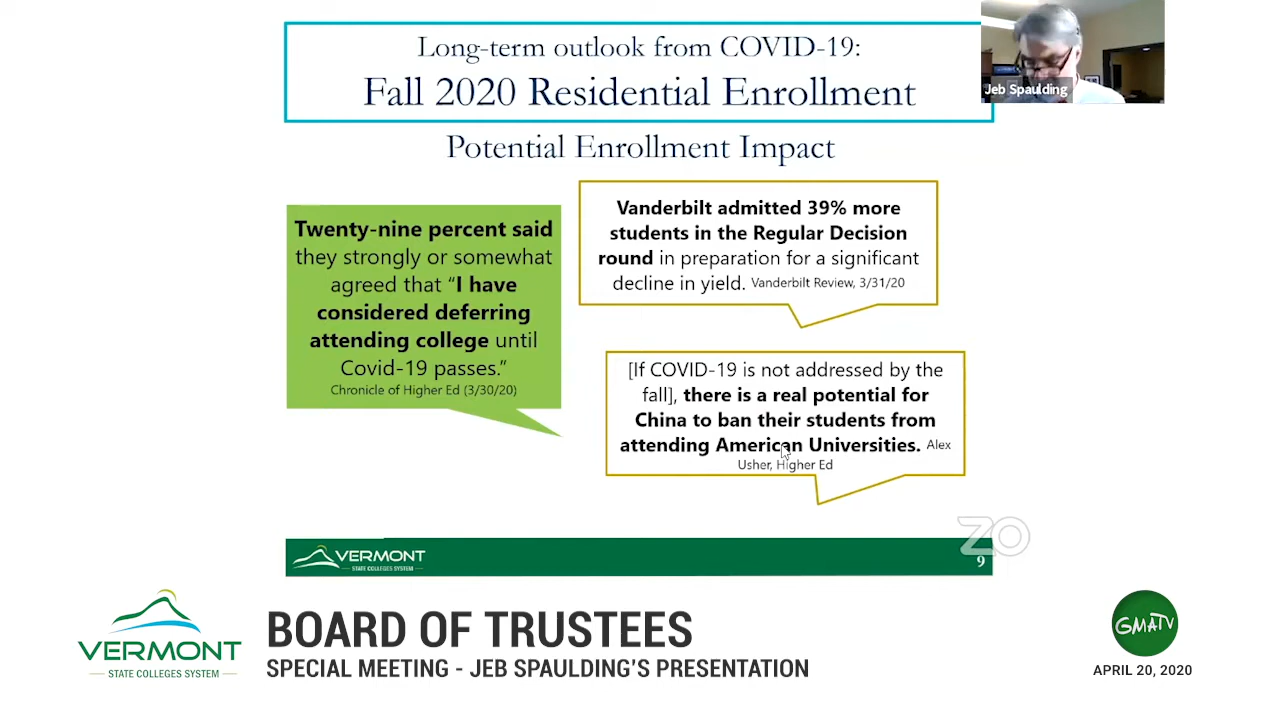 Long-term outlook from COVID-19:
Fall 2020 Residential Enrollment
Jeb Spaulding
Potential Enrollment Impact
Twenty-nine percent said
they strongly or somewhat
agreed that “I have
considered deferring
attending college until
Covid-19 passes.”
Chronicle of Higher Ed (3/30/20)
Vanderbilt admitted 39% more
students in the Regular Decision
round in preparation for a significant
decline in yield. Vanderbilt Review, 3/31/20
[If COVID-19 is not addressed by the
fall], there is a real potential for
China to ban their students from
attending American Universities. Alex
Usher, Higher Ed
VERMONT
STATE COLLEGES SYSTEM
ZO
9
VERMONT
STATE COLLEGES SYSTEM
BOARD OF TRUSTEES
SPECIAL MEETING - JEB SPAULDING'S PRESENTATION
GMATV
APRIL 20, 2020